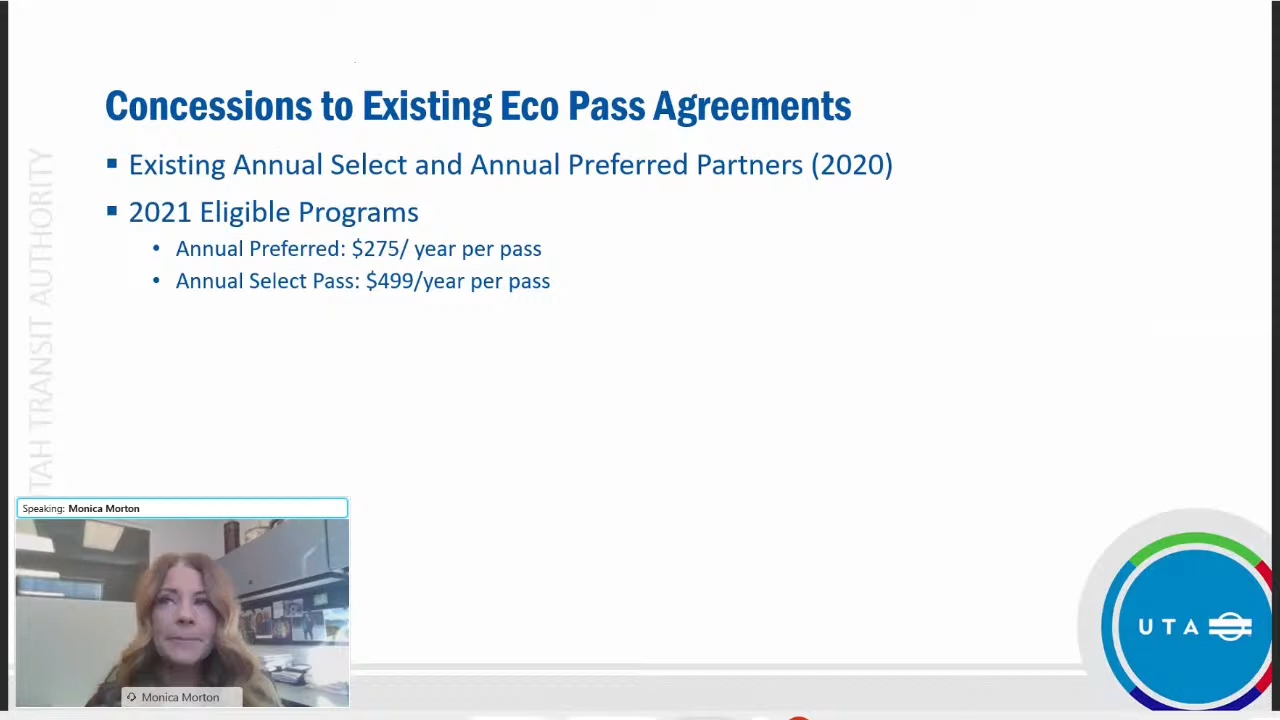 Concessions to Existing Eco Pass Agreements
Existing Annual Select and Annual Preferred Partners (2020)
2021 Eligible Programs
Annual Preferred: $275/ year per pass
Annual Select Pass: $499/year per pass
UTAH TRANSIT AUTHORITY
Speaking: Monica Morton
Monica Morton
UTA